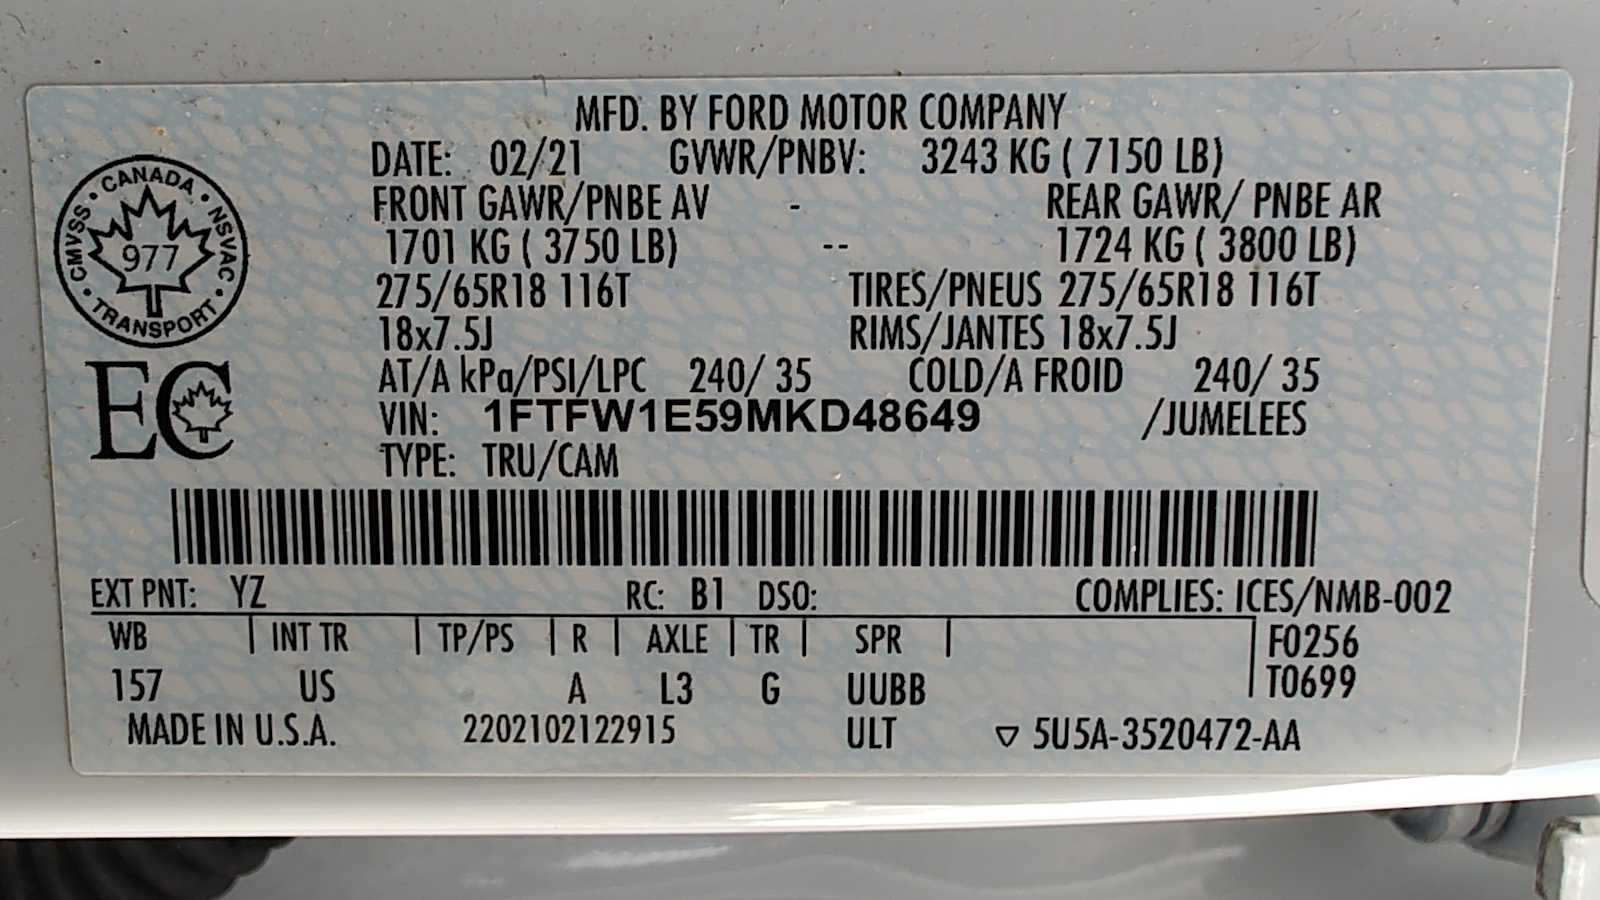 MFD. BY FORD MOTOR COMPANY
DATE: 02/21 GVWR/PNBV: 3243 KG ( 7150 LB)
FRONT GAWR/PNBE AV - REAR GAWR/ PNBE AR
1701 KG ( 3750 LB) -- 1724 KG ( 3800 LB)
275/65R18 116T TIRES/PNEUS 275/65R18 116T
18x7.5J RIMS/JANTES 18x7.5J
AT/A kPa/PSI/LPC 240/ 35 COLD/A FROID 240/ 35
VIN: 1FTFW1E59MKD48649 /JUMELEES
TYPE: TRU/CAM
CANADA
CMVSS NSVAC
977
TRANSPORT
EC
EXT PNT: YZ RC: B1 DSO: COMPLIES: ICES/NMB-002
WB | INT TR | TP/PS | R | AXLE | TR | SPR | F0256
157 US A L3 G UUBB T0699
MADE IN U.S.A. 2202102122915 ULT ▽ 5U5A-3520472-AA